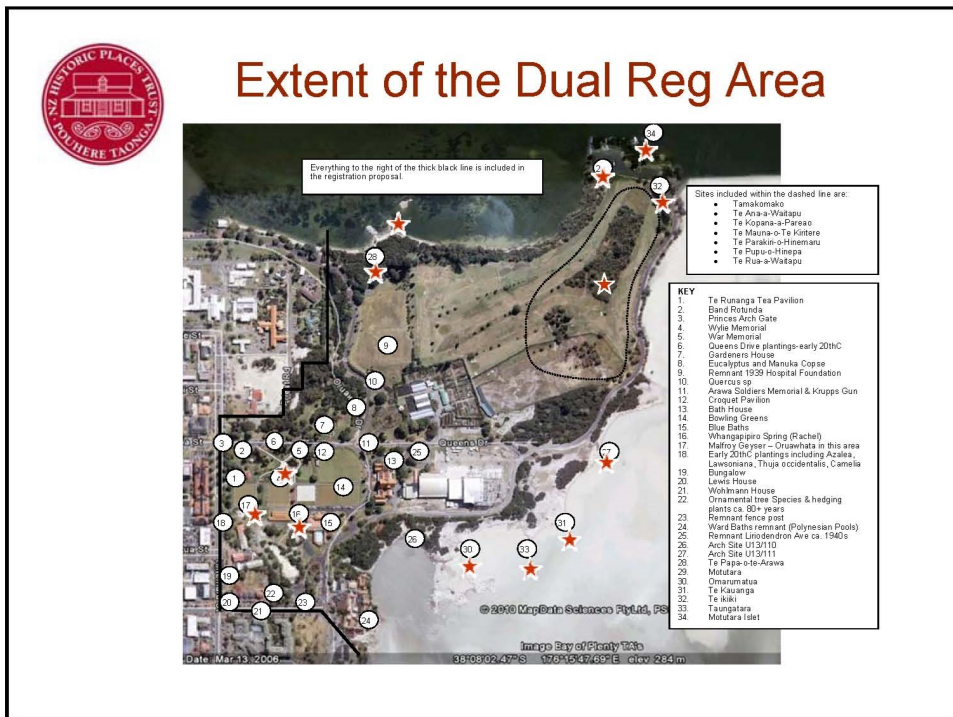 NZ HISTORIC PLACES TRUST
POUHERE TAONGA
Extent of the Dual Reg Area
Everything to the right of the thick black line is included in
the registration proposal.
Sites included within the dashed line are:
• Tamakomako
• Te Ana-a-Waitapu
• Te Kopana-a-Pareao
• Te Mauna-o-Te Kiritere
• Te Parakiri-o-Hinemaru
• Te Pupu-o-Hinepa
• Te Rua-a-Waitapu
KEY
1. Te Runanga Tea Pavilion
2. Band Rotunda
3. Princes Arch Gate
4. Wylie Memorial
5. War Memorial
6. Queens Drive plantings-early 20thC
7. Gardeners House
8. Eucalyptus and Manuka Copse
9. Remnant 1939 Hospital Foundation
10. Quercus sp
11. Arawa Soldiers Memorial & Krupps Gun
12. Croquet Pavilion
13. Bath House
14. Bowling Greens
15. Blue Baths
16. Whangapipiro Spring (Rachel)
17. Malfroy Geyser – Oruawhata in this area
18. Early 20thC plantings including Azalea,
Lawsoniana, Thuja occidentalis, Camelia
19. Bungalow
20. Lewis House
21. Wohlmann House
22. Ornamental tree Species & hedging
plants ca. 80+ years
23. Remnant fence post
24. Ward Baths remnant (Polynesian Pools)
25. Remnant Liriodendron Ave ca. 1940s
26. Arch Site U13/110
27. Arch Site U13/111
28. Te Papa-o-te-Arawa
29. Motutara
30. Omarumatua
31. Te Kauanga
32. Te ikiiki
33. Taungatara
34. Motutara Islet
34
32
28
9
10
8
7
3
2
6
5
12
11
13
25
Queens Dr
27
1
14
17
16
15
18
26
30
33
31
19
20
22
21
23
24
© 2010 MapData Sciences PtyLtd, PS
Image Bay of Plenty TA's
Date Mar 13, 2006
38°08'02.47" S 176°15'47.69" E elev 284 m